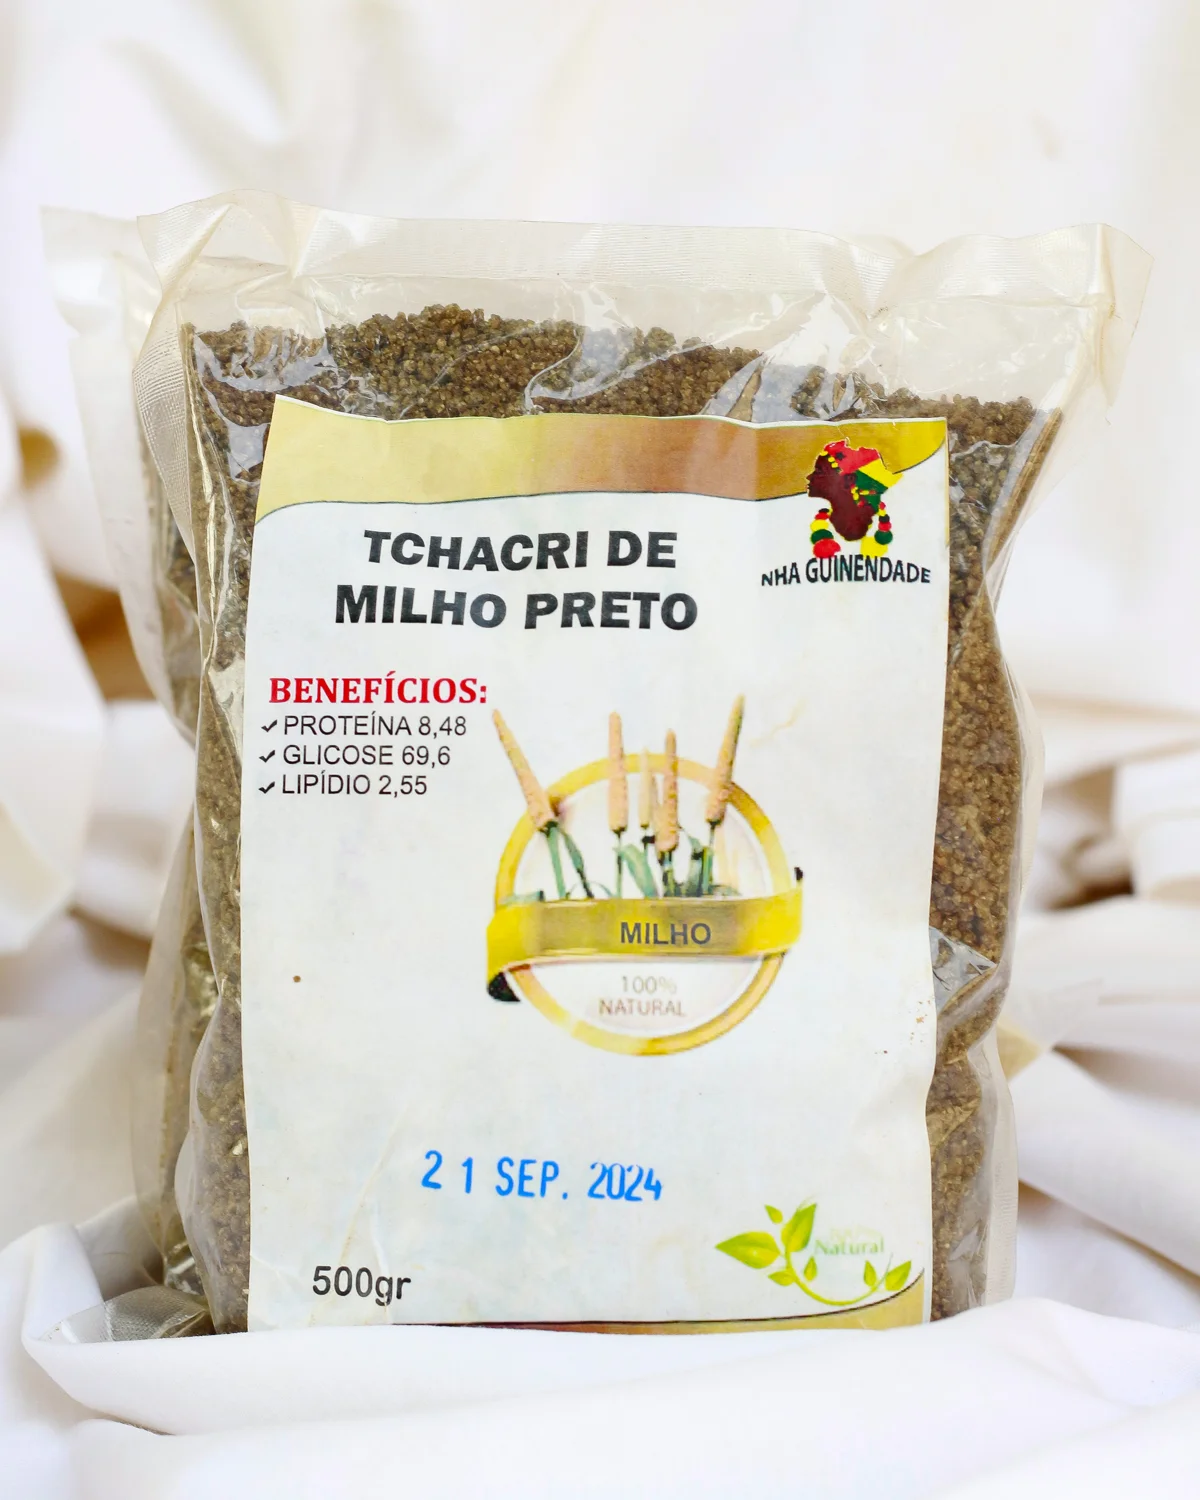 TCHACRI DE
MILHO PRETO
NHA GUINENDADE
BENEFÍCIOS:
PROTEÍNA 8,48
GLICOSE 69,6
LIPÍDIO 2,55
MILHO
100%
NATURAL
21 SEP. 2024
Natural
500gr